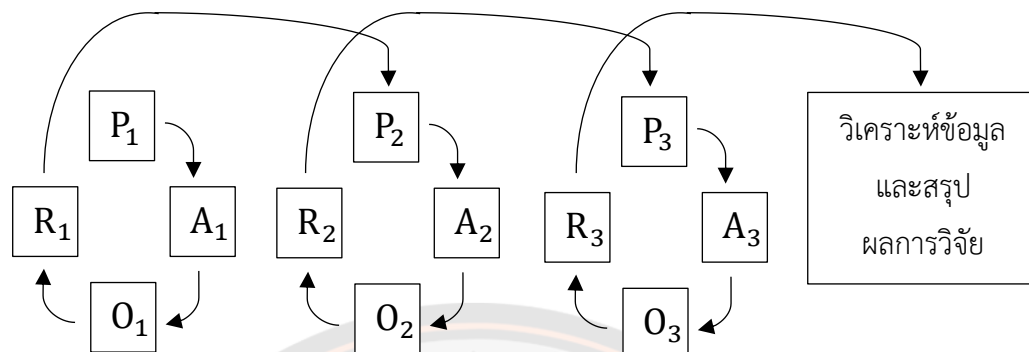 P₁
A₁
O₁
R₁
P₂
A₂
O₂
R₂
P₃
A₃
O₃
R₃
วิเคราะห์ข้อมูล
และสรุป
ผลการวิจัย